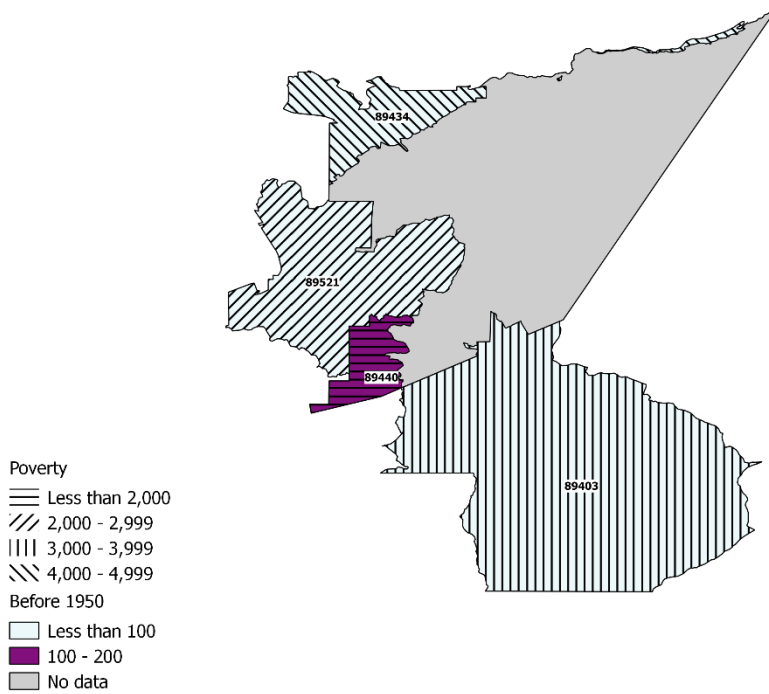 89434
89521
89440
89403
Poverty
Less than 2,000
2,000 - 2,999
3,000 - 3,999
4,000 - 4,999
Before 1950
Less than 100
100 - 200
No data